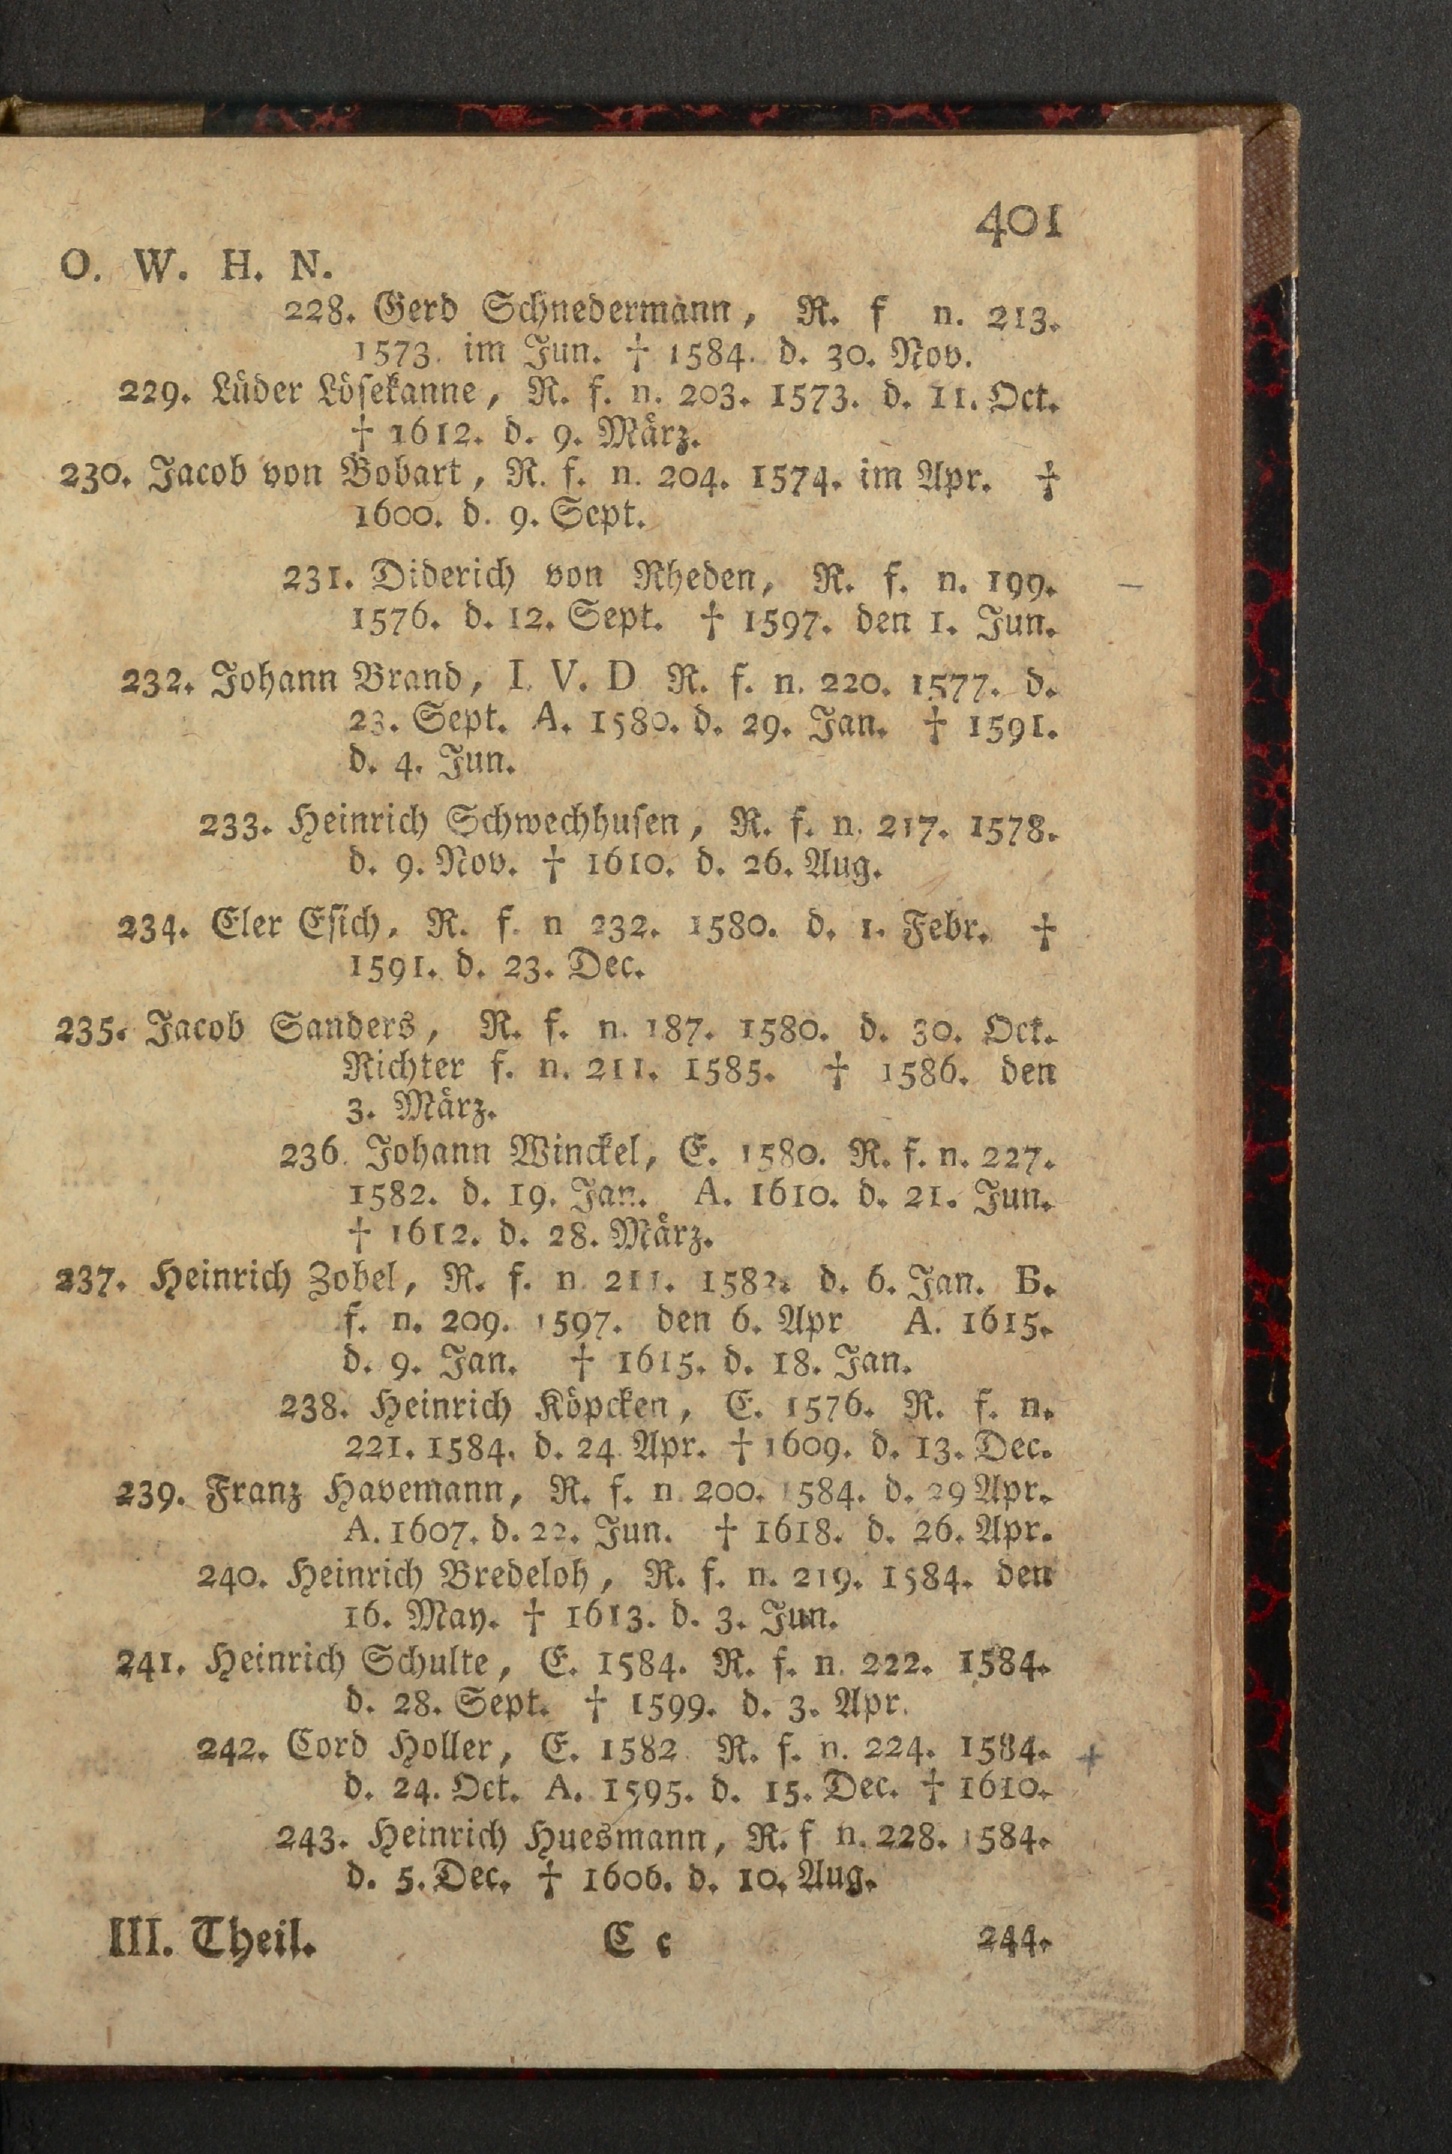 401
O. W. H. N.
228. Gerd Schnedermann, R. f n. 213.
1573. im Jun. † 1584. d. 30. Nov.
229. Lüder Lösekanne, R. f. n. 203. 1573. d. 11. Oct.
† 1612. d. 9. März.
230. Jacob von Bobart, R. f. n. 204. 1574. im Apr. †
1600. d. 9. Sept.
231. Diderich von Rheden, R. f. n. 199.
1576. d. 12. Sept. † 1597. den 1. Jun.
232. Johann Brand, I. V. D R. f. n. 220. 1577. d.
23. Sept. A. 1580. d. 29. Jan. † 1591.
d. 4. Jun.
233. Heinrich Schwechhusen, R. f. n. 217. 1578.
d. 9. Nov. † 1610. d. 26. Aug.
234. Eler Esich, R. f. n 232. 1580. d. 1. Febr. †
1591. d. 23. Dec.
235. Jacob Sanders, R. f. n. 187. 1580. d. 30. Oct.
Richter f. n. 211. 1585. † 1586. den
3. März.
236. Johann Winckel, E. 1580. R. f. n. 227.
1582. d. 19. Jan. A. 1610. d. 21. Jun.
† 1612. d. 28. März.
237. Heinrich Zobel, R. f. n. 211. 1582. d. 6. Jan. B.
f. n. 209. 1597. den 6. Apr A. 1615.
d. 9. Jan. † 1615. d. 18. Jan.
238. Heinrich Köpcken, E. 1576. R. f. n.
221. 1584. d. 24. Apr. † 1609. d. 13. Dec.
239. Franz Havemann, R. f. n. 200. 1584. d. 29 Apr.
A. 1607. d. 22. Jun. † 1618. d. 26. Apr.
240. Heinrich Bredeloh, R. f. n. 219. 1584. den
16. May. † 1613. d. 3. Jun.
241. Heinrich Schulte, E. 1584. R. f. n. 222. 1584.
d. 28. Sept. † 1599. d. 3. Apr.
242. Cord Holler, E. 1582. R. f. n. 224. 1584. +
d. 24. Oct. A. 1595. d. 15. Dec. † 1610.
243. Heinrich Huesmann, R. f n. 228. 1584.
d. 5. Dec. † 1606. d. 10. Aug.
III. Theil. C c 244.